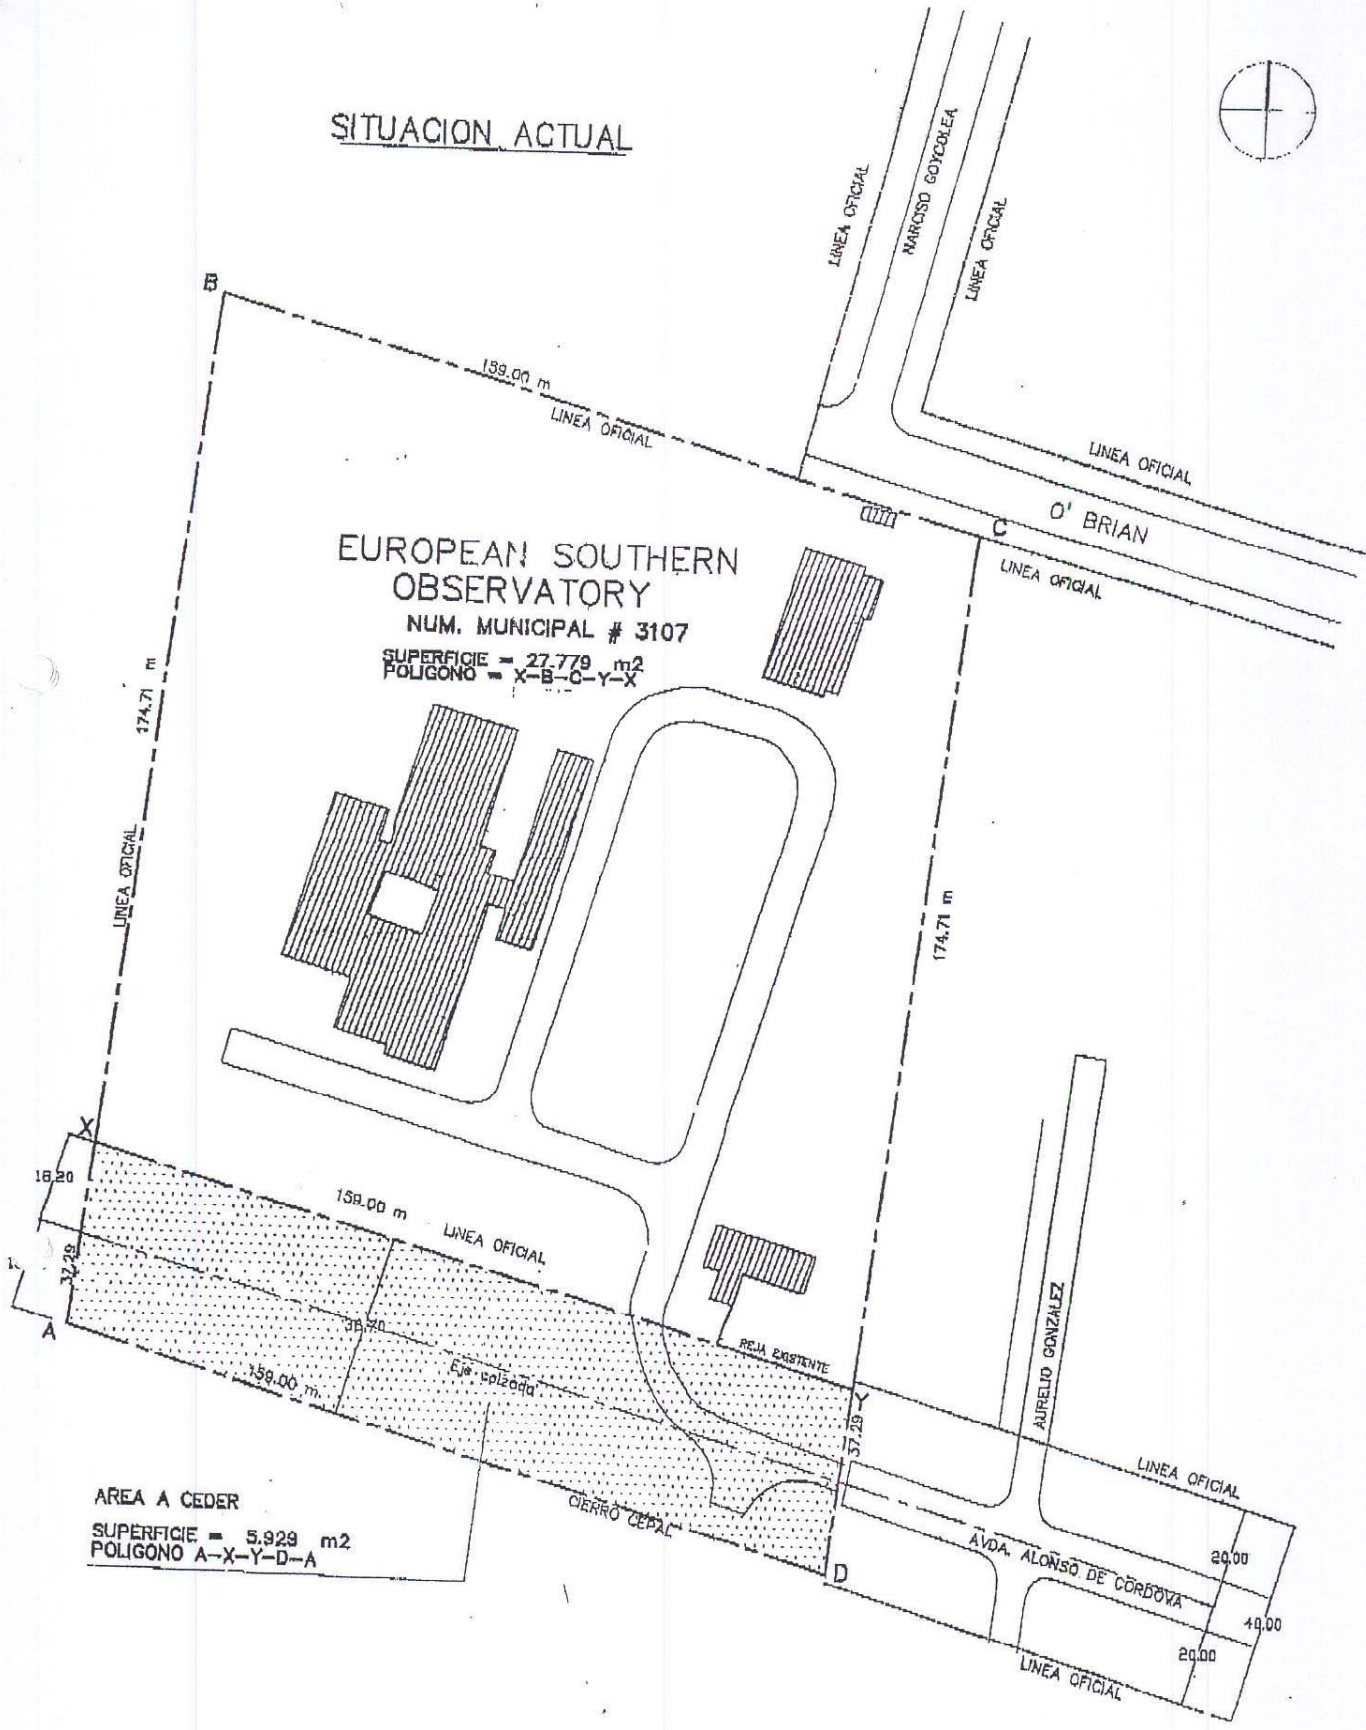 SITUACION ACTUAL
LINEA OFICIAL
NARCISO GOYCOLEA
LINEA OFICIAL
B
159.00 m
LINEA OFICIAL
LINEA OFICIAL
O' BRIAN
C
LINEA OFICIAL
EUROPEAN SOUTHERN
OBSERVATORY
NUM. MUNICIPAL # 3107
SUPERFICIE = 27.779 m2
POLIGONO = X-B-C-Y-X
174.71 m
LINEA OFICIAL
174.71 m
X
18.20
159.00 m
LINEA OFICIAL
37.29
A
159.00 m
Eje calzada
REJA EXISTENTE
AURELIO GONZALEZ
Y
37.29
LINEA OFICIAL
CIERRO CEPAL
D
AVDA. ALONSO DE CORDOVA
20.00
40.00
20.00
LINEA OFICIAL
AREA A CEDER
SUPERFICIE = 5.929 m2
POLIGONO A-X-Y-D-A